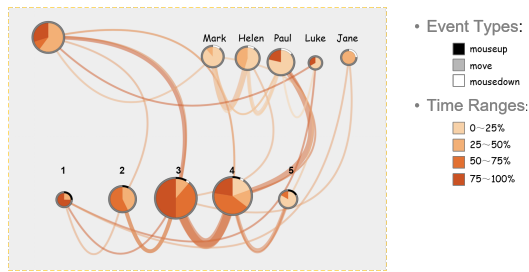 Mark Helen Paul Luke Jane
1 2 3 4 5
• Event Types:
mouseup
move
mousedown
• Time Ranges:
0~25%
25~50%
50~75%
75~100%